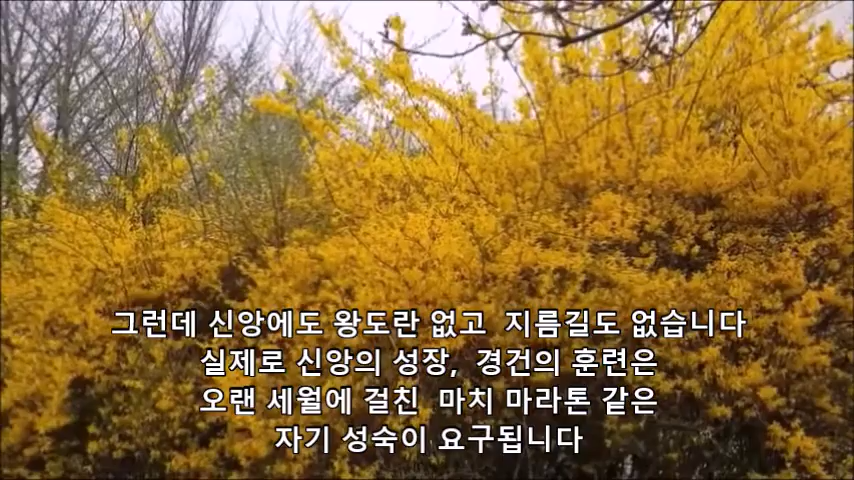 그런데 신앙에도 왕도란 없고  지름길도 없습니다
실제로 신앙의 성장,  경건의 훈련은
오랜 세월에 걸친  마치 마라톤 같은
자기 성숙이 요구됩니다